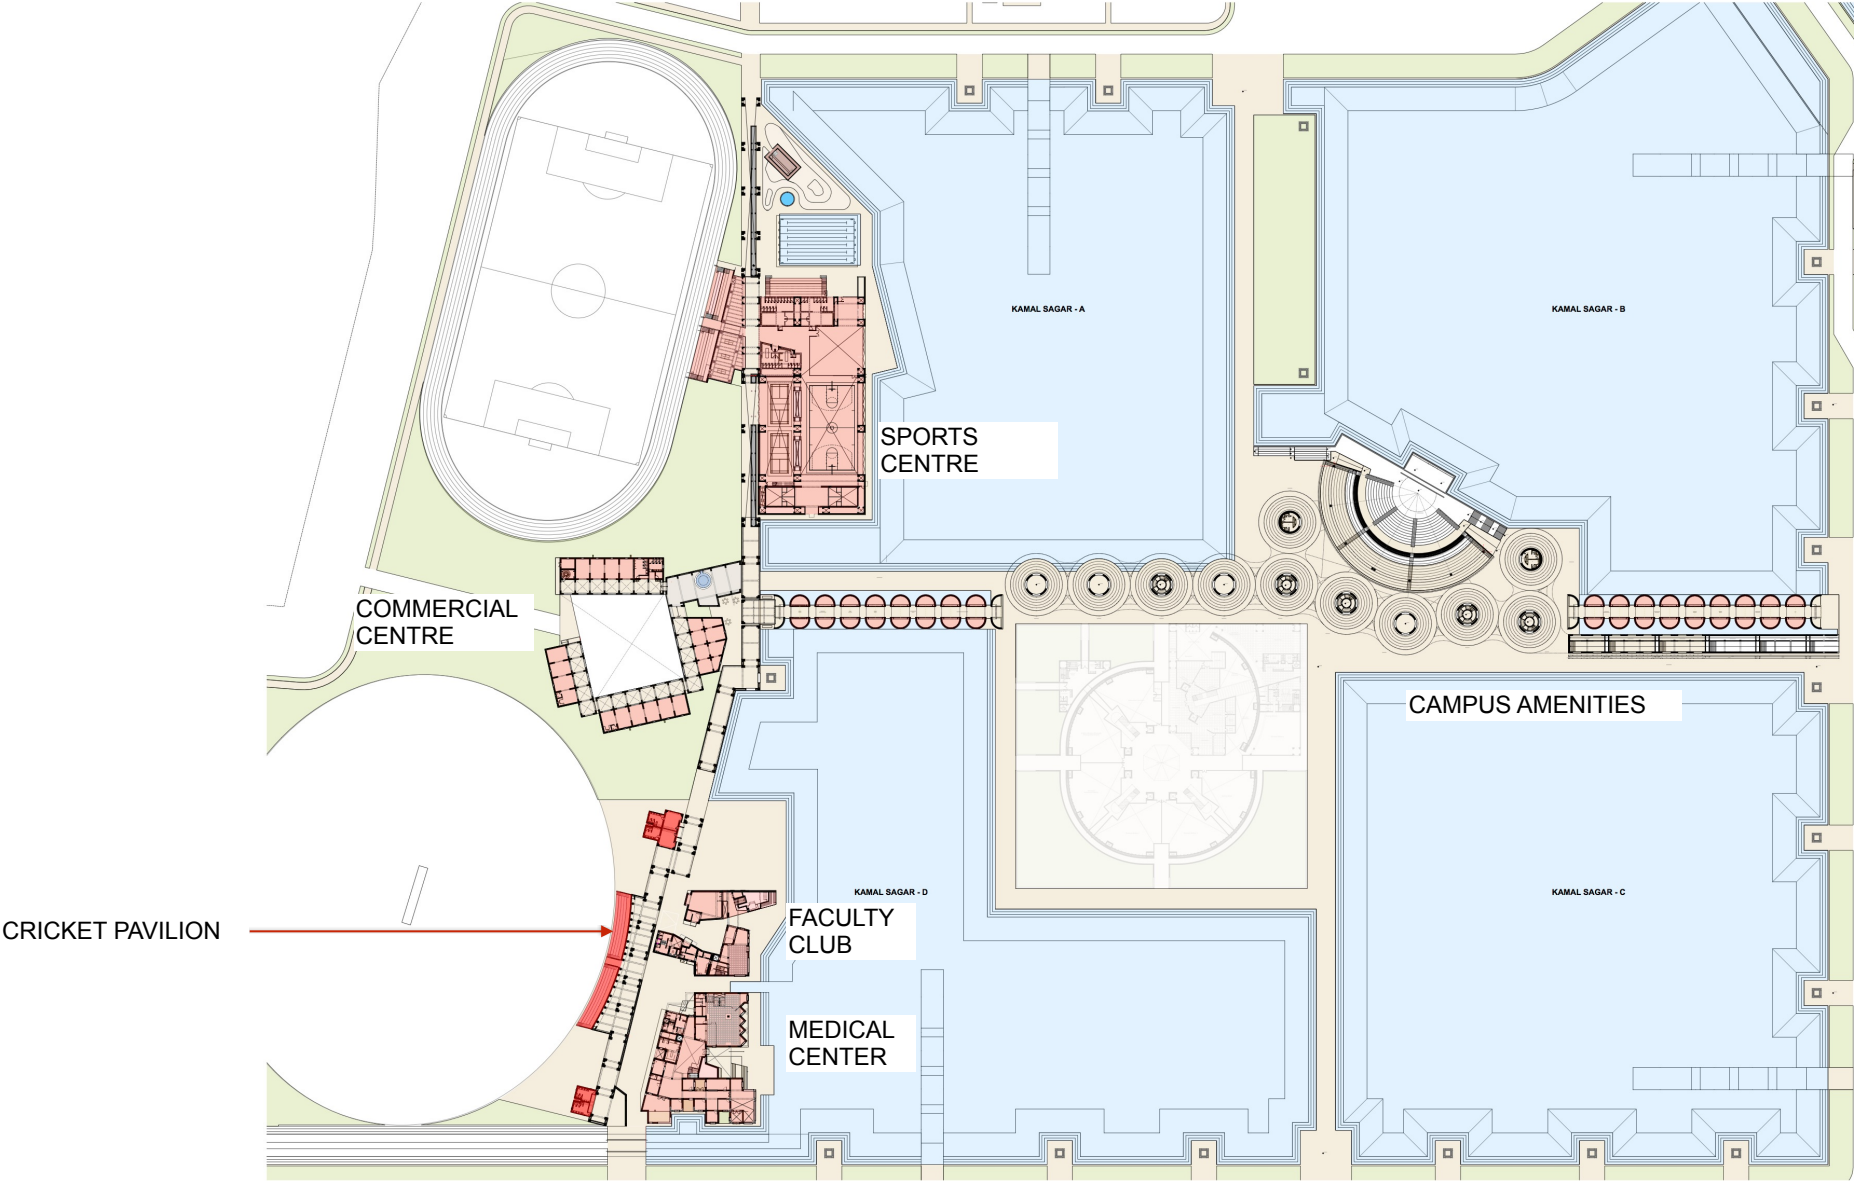 KAMAL SAGAR - A
KAMAL SAGAR - B
SPORTS
CENTRE
COMMERCIAL
CENTRE
CAMPUS AMENITIES
KAMAL SAGAR - D
KAMAL SAGAR - C
CRICKET PAVILION
FACULTY
CLUB
MEDICAL
CENTER